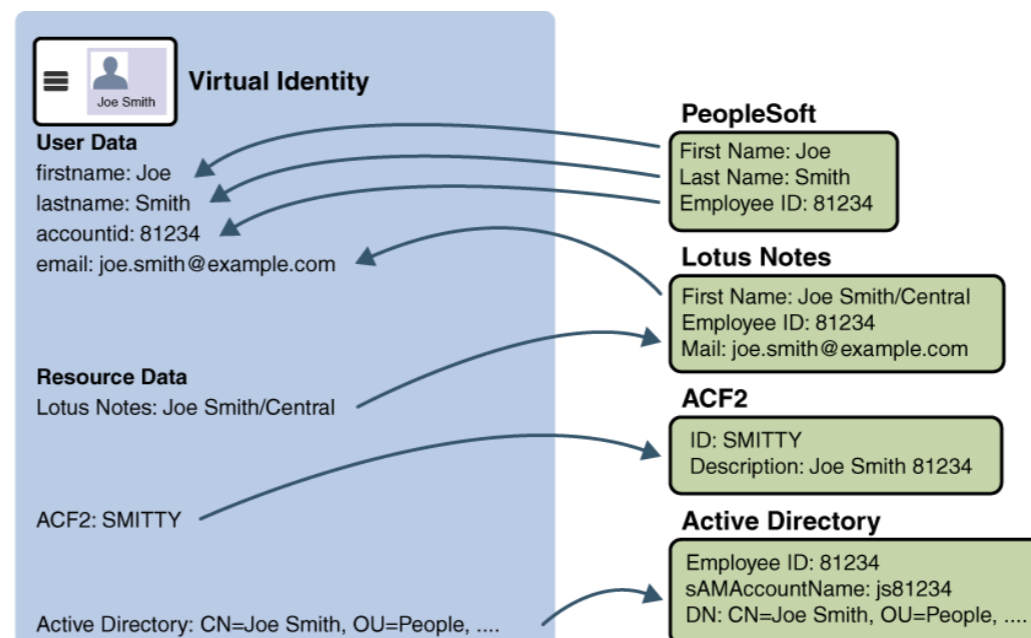 Joe Smith
Virtual Identity
User Data
firstname: Joe
lastname: Smith
accountid: 81234
email: joe.smith@example.com
Resource Data
Lotus Notes: Joe Smith/Central
ACF2: SMITTY
Active Directory: CN=Joe Smith, OU=People, ....
PeopleSoft
First Name: Joe
Last Name: Smith
Employee ID: 81234
Lotus Notes
First Name: Joe Smith/Central
Employee ID: 81234
Mail: joe.smith@example.com
ACF2
ID: SMITTY
Description: Joe Smith 81234
Active Directory
Employee ID: 81234
sAMAccountName: js81234
DN: CN=Joe Smith, OU=People, ....